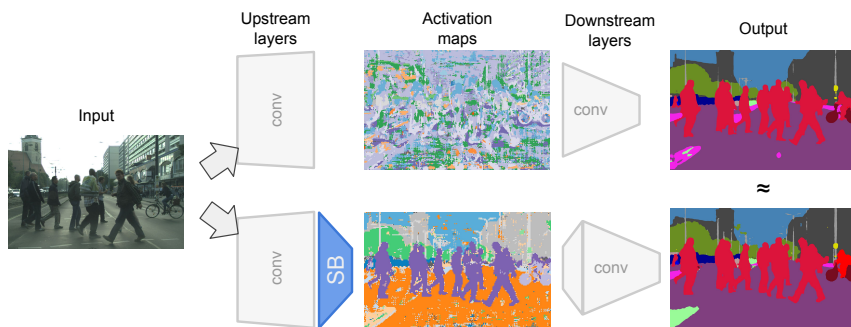 Upstream
layers
Activation
maps
Downstream
layers
Output
Input
conv
conv
≈
conv
SB
conv